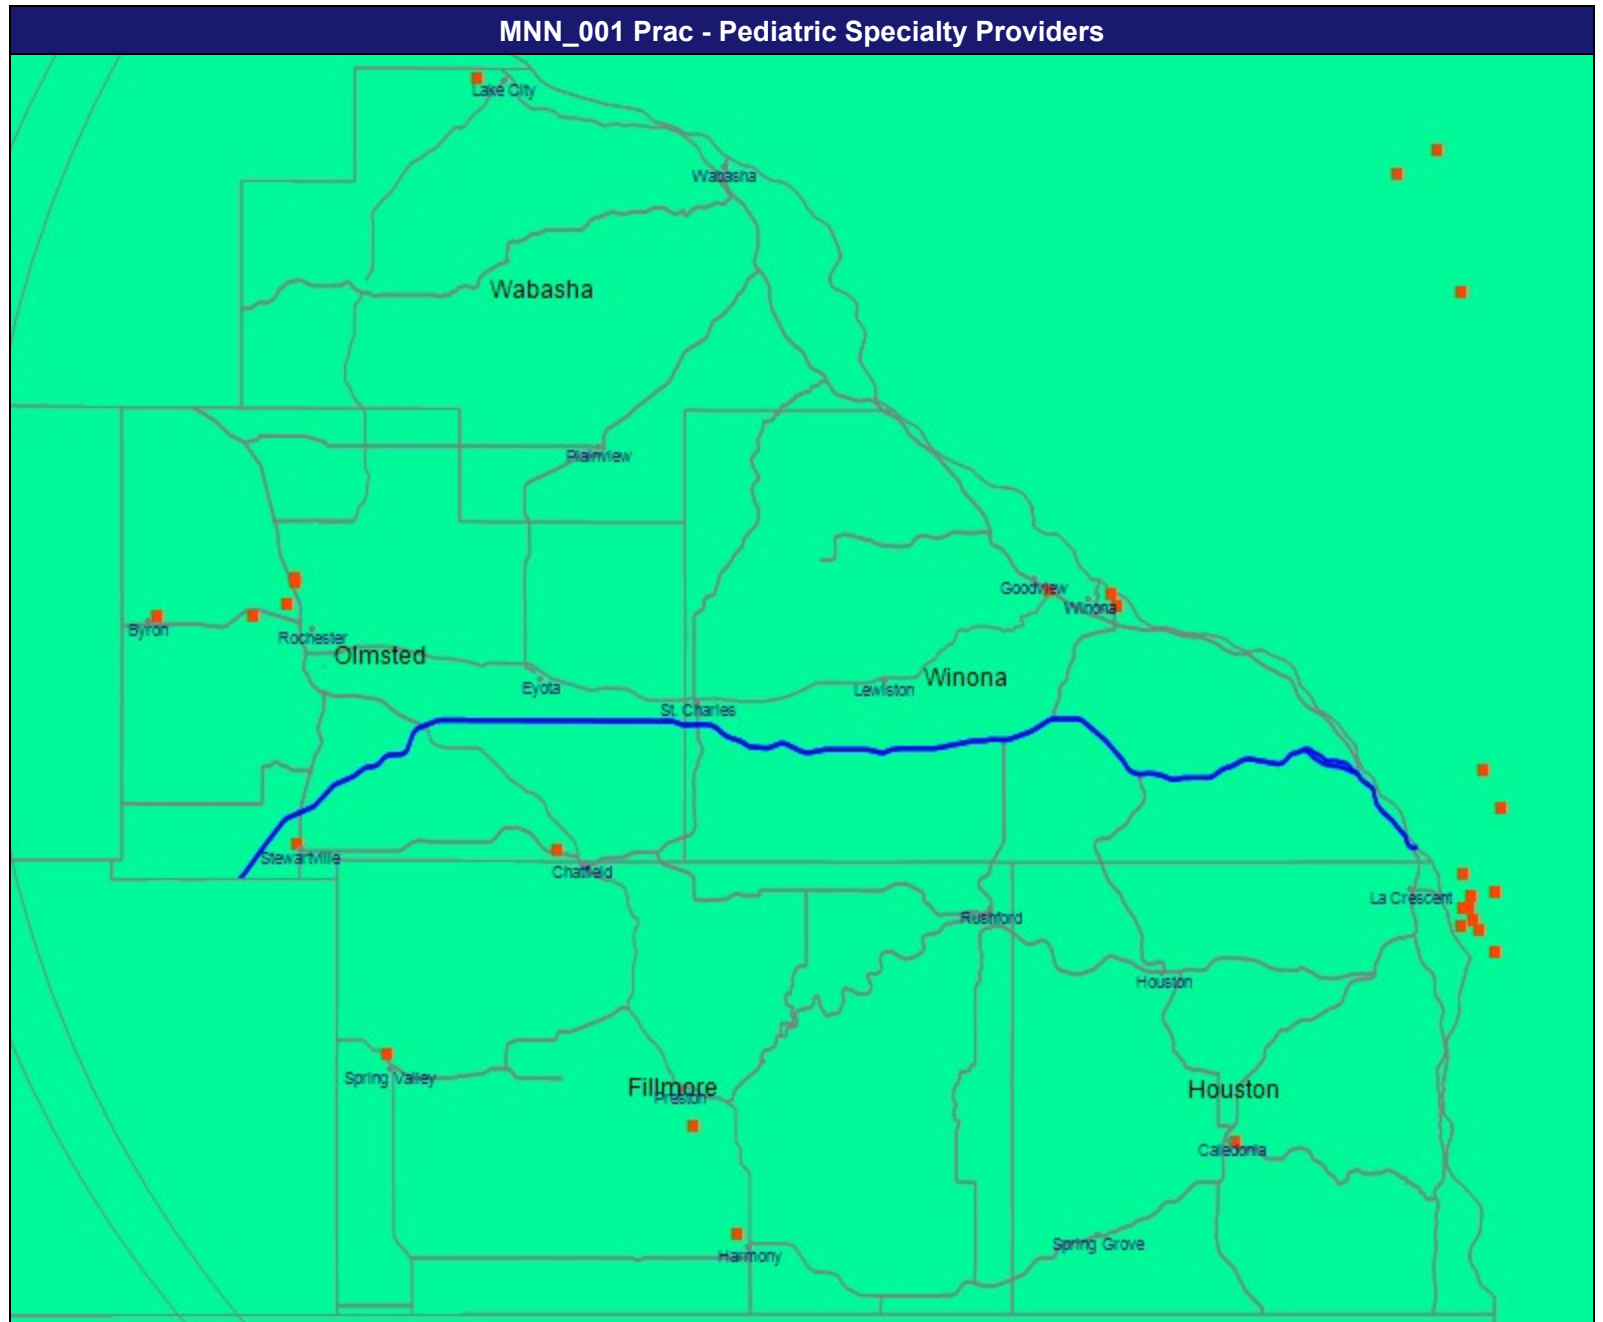 MNN_001 Prac - Pediatric Specialty Providers
Lake City
Wabasha
Wabasha
Plainview
Goodview
Winona
Byron
Rochester
Olmsted
Eyota
Lewiston
Winona
St. Charles
Stewartville
Chatfield
La Crescent
Rushford
Houston
Spring Valley
Fillmore
Preston
Houston
Caledonia
Spring Grove
Harmony